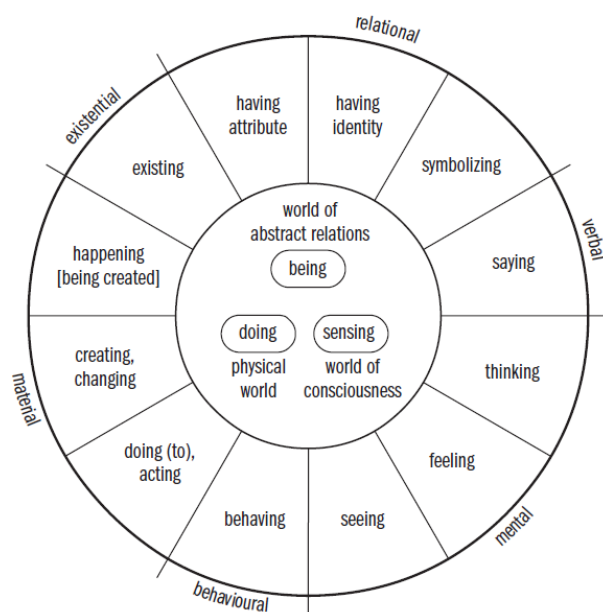 relational
existential
having
attribute
having
identity
existing
symbolizing
world of
abstract relations
being
happening
[being created]
saying
verbal
doing
sensing
physical
world
world of
consciousness
creating,
changing
thinking
material
doing (to),
acting
feeling
behaving
seeing
mental
behavioural